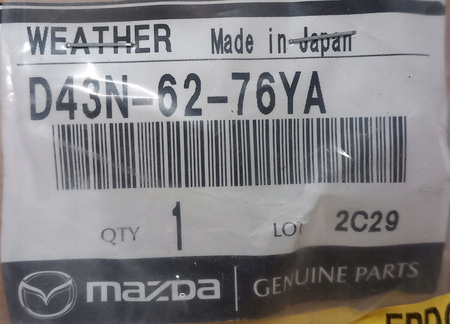 WEATHER Made in Japan
D43N-62-76YA
QTY 1 LOT 2C29
mazda GENUINE PARTS